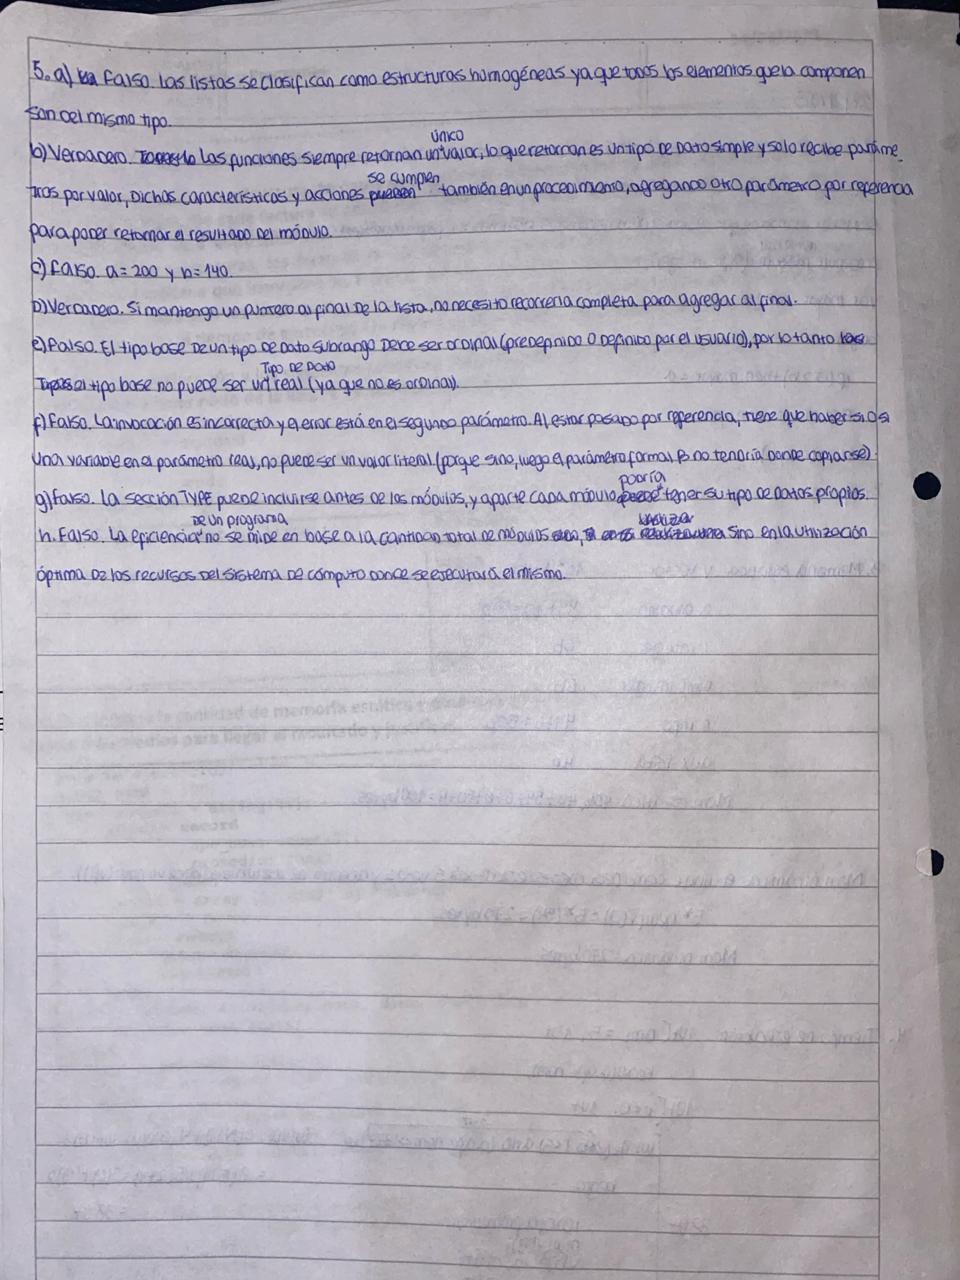 5. a) Falso. Las listas se clasifican como estructuras homogéneas ya que todos los elementos que la componen
son del mismo tipo.
b) Verdadero. Las funciones siempre retornan un único valor, lo que retornan es un tipo de dato simple y solo recibe paráme
tros por valor, Dichas características y acciones se cumplen también en un procedimiento, agregando otro parámetro por referencia
para poder retornar el resultado del módulo.
c) Falso. a = 200 y b = 140.
D) Verdadero. Si mantengo un puntero al final de la lista, no necesito recorrerla completa para agregar al final.
e) Falso. El tipo base de un tipo de dato subrango debe ser ordinal (predefinido o definido por el usuario), por lo tanto
el tipo base no puede ser un tipo de dato real (ya que no es ordinal).
f) Falso. La invocación es incorrecta y el error está en el segundo parámetro. Al estar pasado por referencia, tiene que haber sí o si
una variable en el parámetro real, no puede ser un valor literal (porque sino, luego el parámetro formal B no tendría donde copiarse)
g) Falso. La sección TYPE puede incluirse antes de los módulos, y aparte cada módulo podría tener su tipo de datos propios.
h. Falso. La eficiencia de un programa no se mide en base a la cantidad total de módulos sino en la utilización
óptima de los recursos del sistema de cómputo donde se ejecutará el mismo.